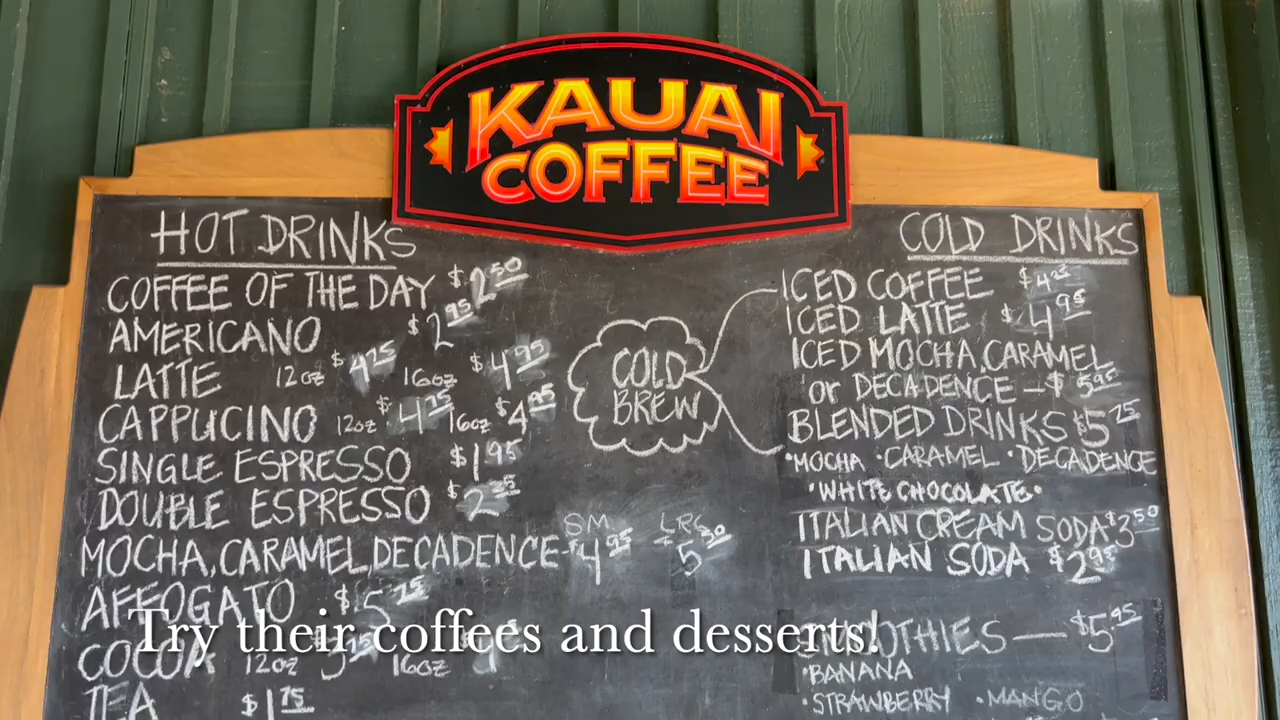 KAUAI
COFFEE
HOT DRINKS
COFFEE OF THE DAY $2.50
AMERICANO $2.95
LATTE 12oz $4.25 16oz $4.95
CAPPUCINO 12oz $4.25 16oz $4.95
SINGLE ESPRESSO $1.95
DOUBLE ESPRESSO $2.25
SM. LRG
MOCHA, CARAMEL, DECADENCE - $4.95 5.50
AFFOGATO $5.75
COCOA 12oz 16oz
TEA $1.75
COLD
BREW
COLD DRINKS
ICED COFFEE $4.25
ICED LATTE $4.95
ICED MOCHA, CARAMEL
or DECADENCE - $5.95
BLENDED DRINKS $5.75
•MOCHA •CARAMEL •DECADENCE
•WHITE CHOCOLATE•
ITALIAN CREAM SODA $3.50
ITALIAN SODA $2.95
SMOOTHIES — $5.95
•BANANA
•STRAWBERRY •MANGO
Try their coffees and desserts!